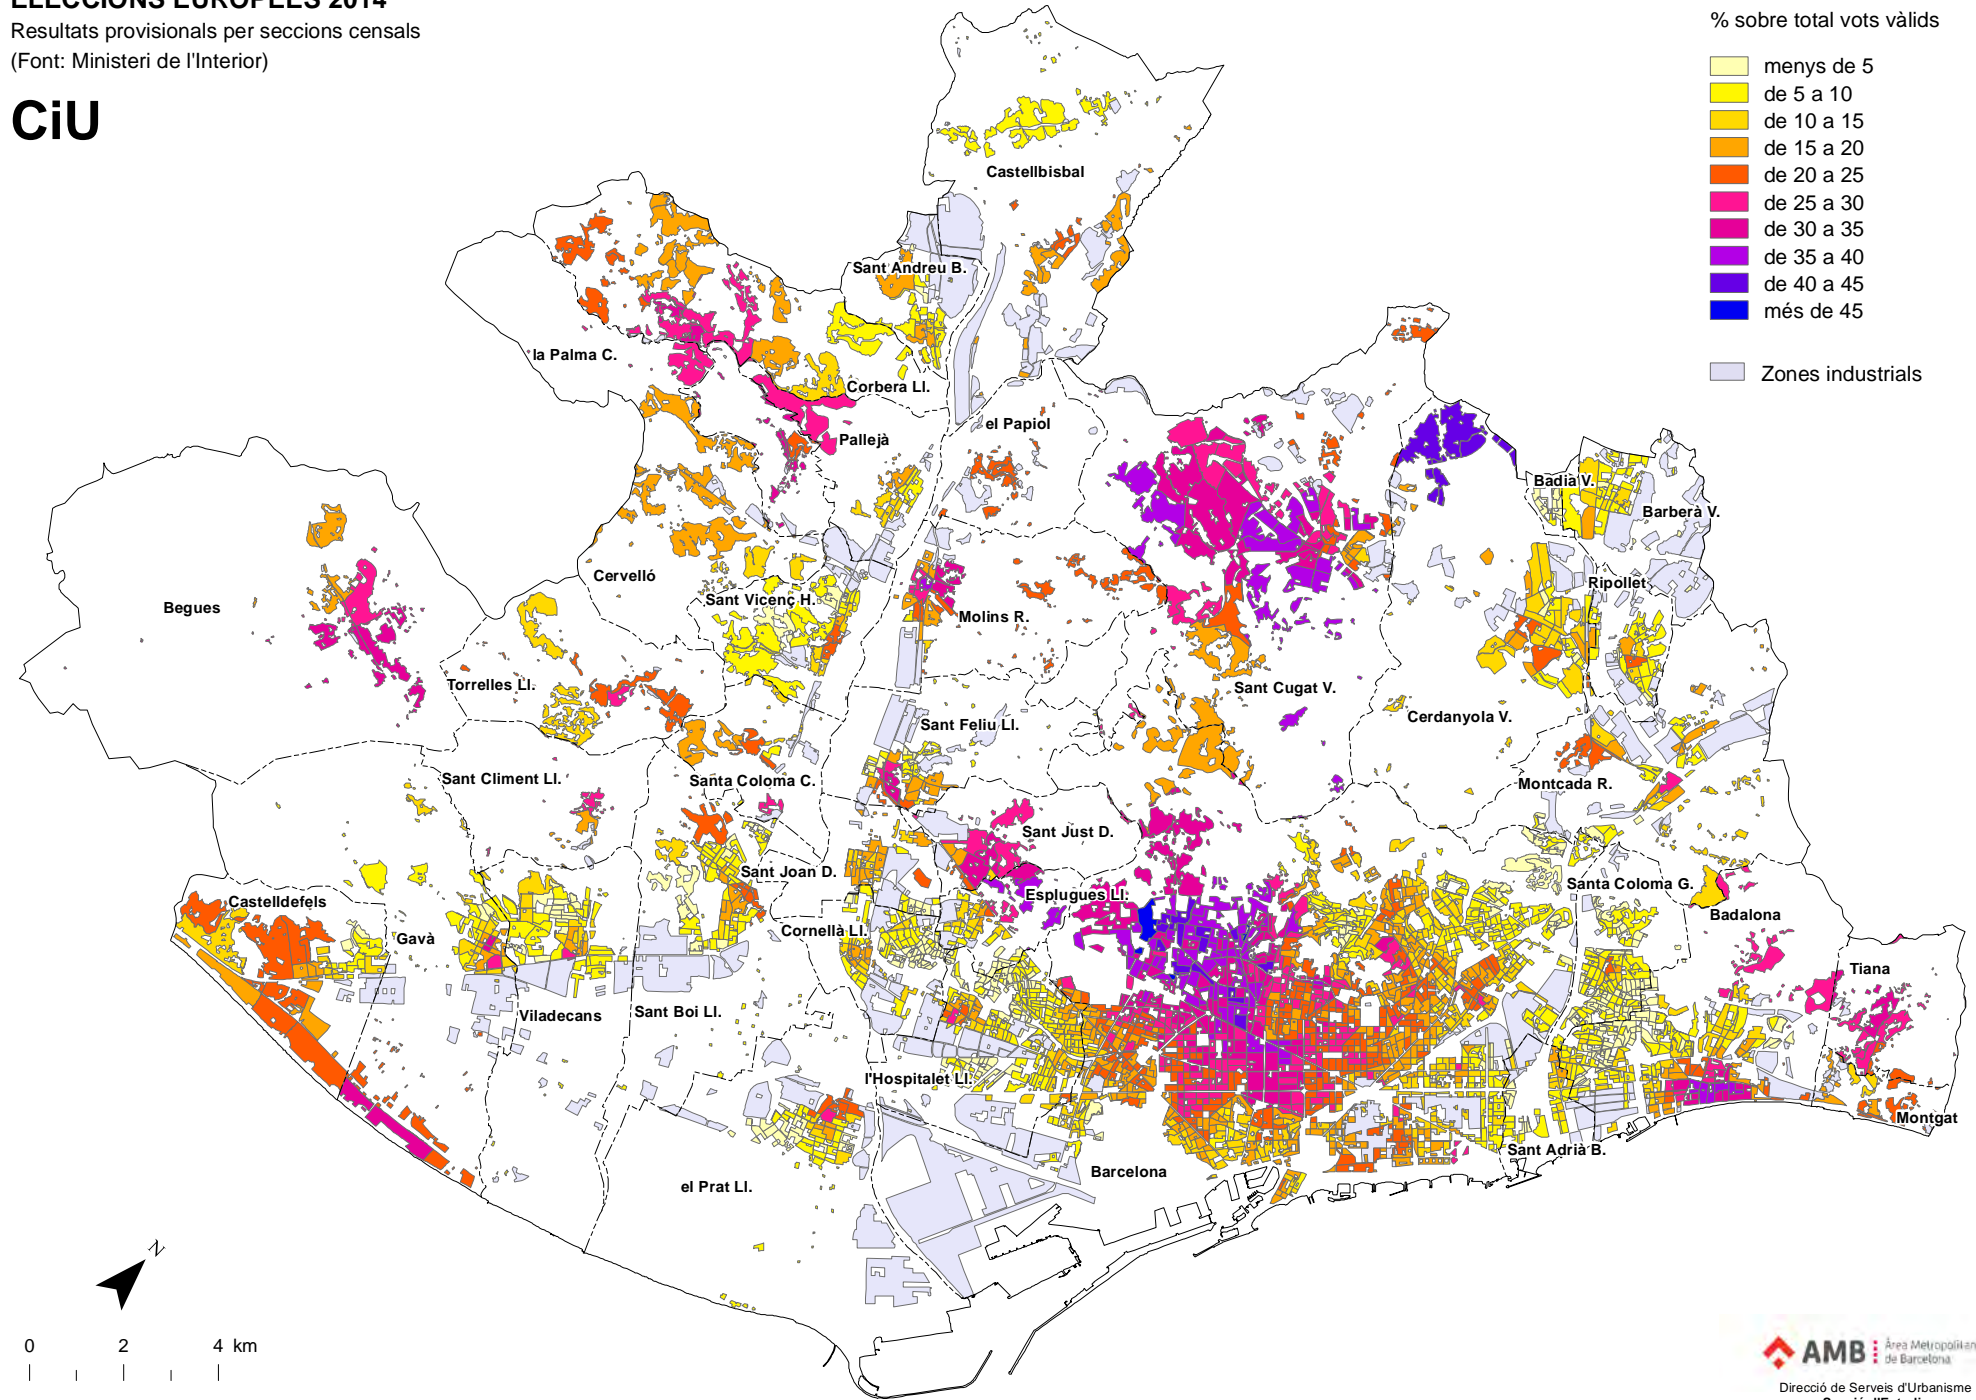 ELECCIONS EUROPEES 2014
Resultats provisionals per seccions censals
(Font: Ministeri de l'Interior)
CiU
% sobre total vots vàlids
menys de 5
de 5 a 10
de 10 a 15
de 15 a 20
de 20 a 25
de 25 a 30
de 30 a 35
de 35 a 40
de 40 a 45
més de 45
Zones industrials
Castellbisbal
Sant Andreu B.
la Palma C.
Corbera Ll.
el Papiol
Pallejà
Badia V.
Barberà V.
Cervelló
Ripollet
Begues
Sant Vicenç H.
Molins R.
Torrelles Ll.
Sant Cugat V.
Cerdanyola V.
Sant Feliu Ll.
Sant Climent Ll.
Santa Coloma C.
Montcada R.
Sant Just D.
Sant Joan D.
Santa Coloma G.
Esplugues Ll.
Castelldefels
Badalona
Gavà
Cornellà Ll.
Tiana
Viladecans
Sant Boi Ll.
l'Hospitalet Ll.
Montgat
Sant Adrià B.
Barcelona
el Prat Ll.
N
0 2 4 km
AMB
Àrea Metropolitan
de Barcelona
Direcció de Serveis d'Urbanisme